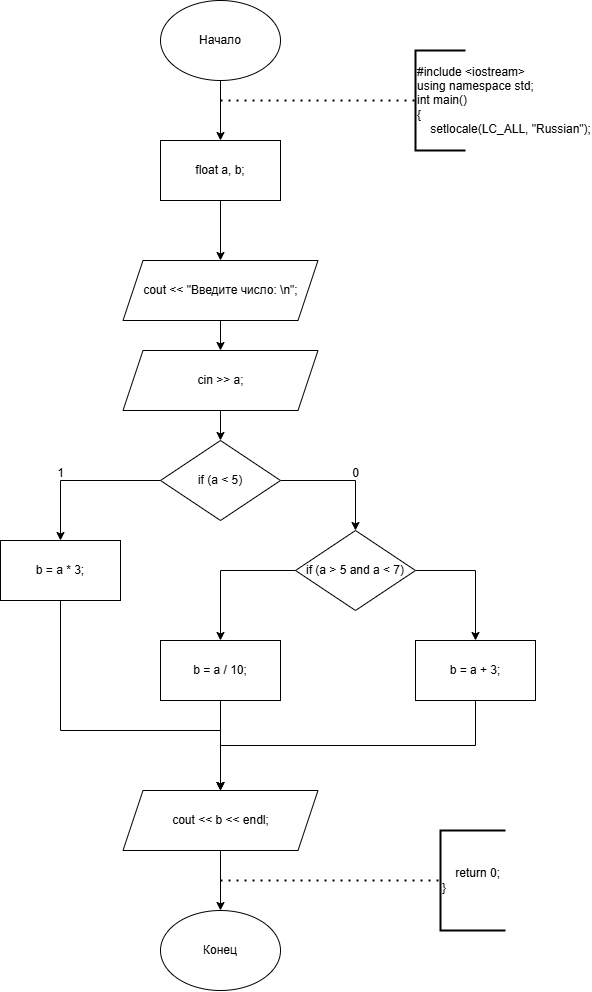 Начало
#include <iostream>
using namespace std;
int main()
{
setlocale(LC_ALL, "Russian");
float a, b;
cout << "Введите число: \n";
cin >> a;
if (a < 5)
1
0
b = a * 3;
if (a > 5 and a < 7)
b = a / 10;
b = a + 3;
cout << b << endl;
return 0;
}
Конец